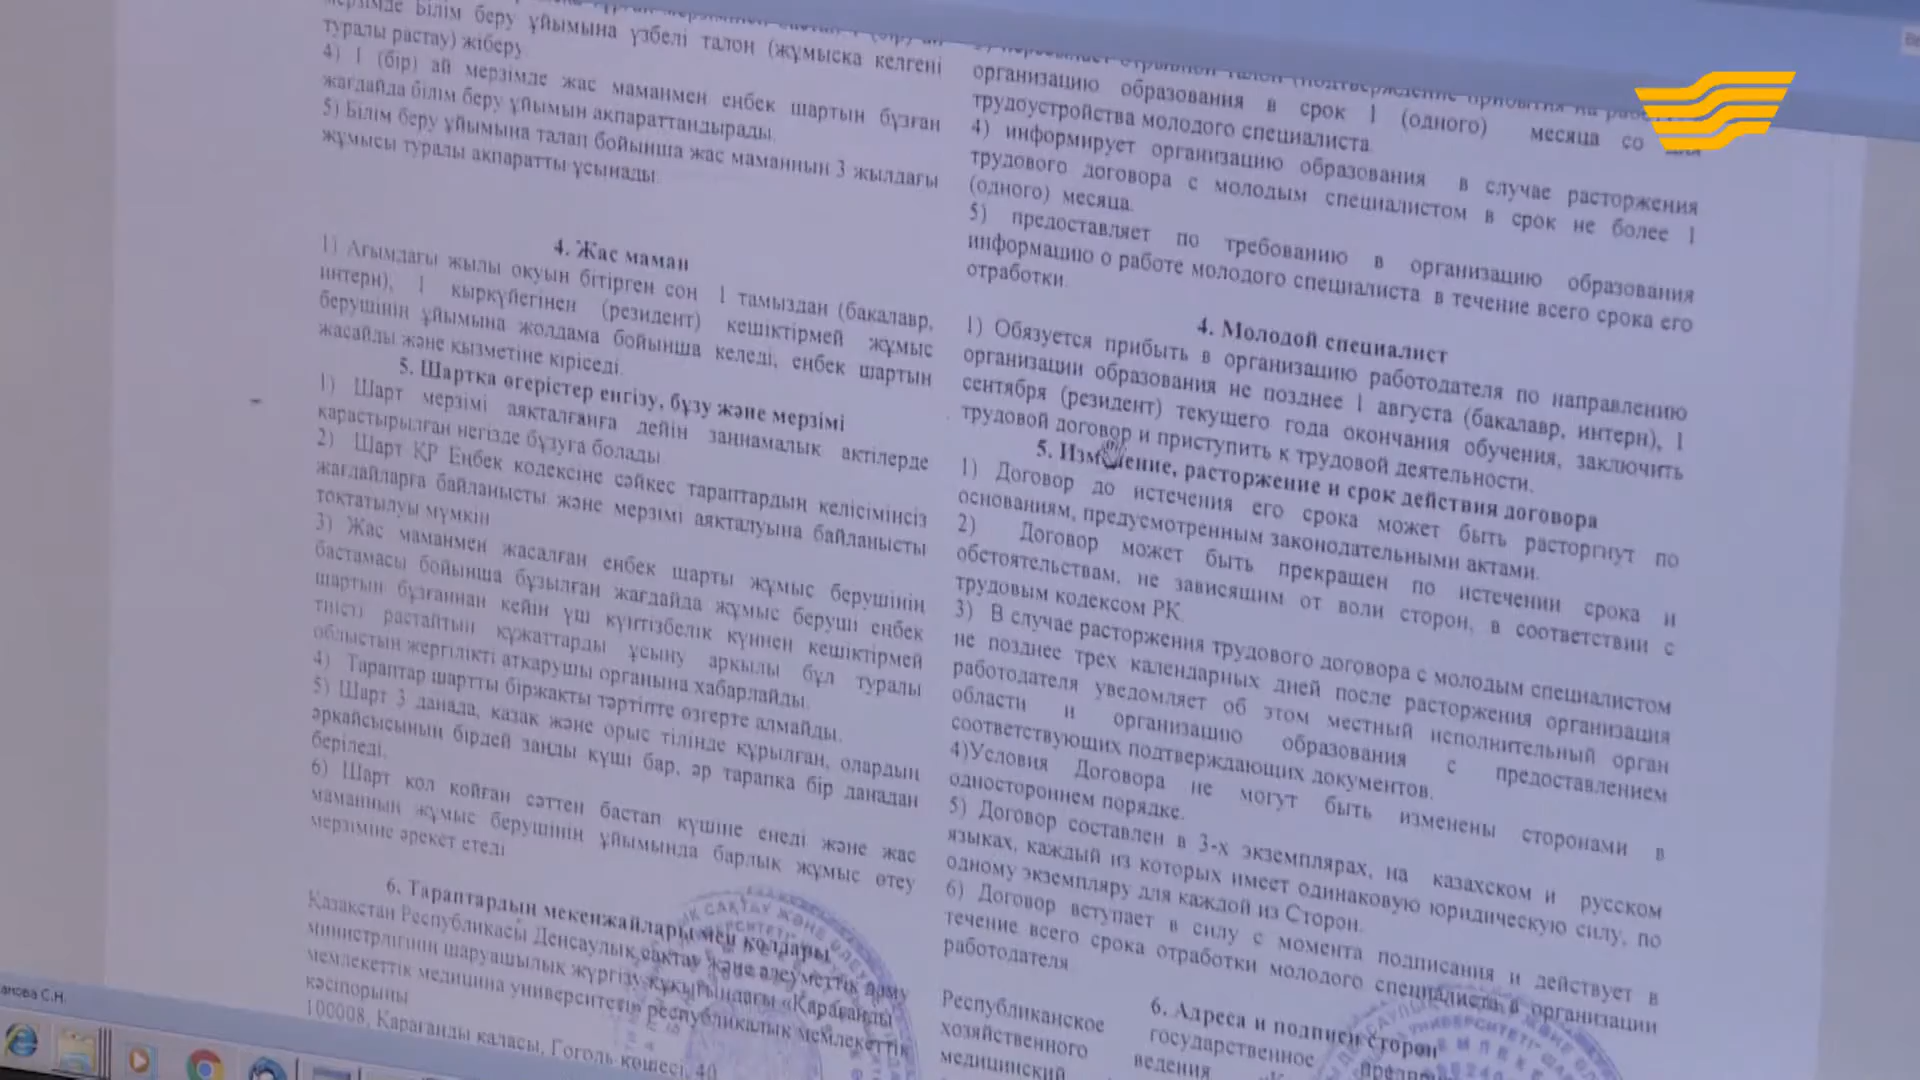 мерзімде Білім беру ұйымына үзбелі талон (жұмыска келгені
туралы растау) жіберу.
4) 1 (бір) ай мерзімде жас маманмен еңбек шартын бұзған
жағдайда білім беру ұйымын ақпараттандырады.
5) Білім беру ұйымына талап бойынша жас маманның 3 жылдағы
жұмысы туралы ақпаратты ұсынады.
4. Жас маман
1) Ағымдағы жылы оқуын бітірген соң 1 тамыздан (бакалавр,
интерн), 1 қыркүйегінен (резидент) кешіктірмей жұмыс
берушінің ұйымына жолдама бойынша келеді, еңбек шартын
жасайды және қызметіне кіріседі.
5. Шартқа өгерістер енгізу, бұзу және мерзімі
1) Шарт мерзімі аяқталғанға дейін заңнамалық актілерде
қарастырылған негізде бұзуға болады.
2) Шарт ҚР Еңбек кодексіне сәйкес тараптардың келісімінсіз
жағдайларға байланысты және мерзімі аяқталуына байланысты
тоқтатылуы мүмкін.
3) Жас маманмен жасалған еңбек шарты жұмыс берушінің
бастамасы бойынша бұзылған жағдайда жұмыс беруші еңбек
шартын бұзғаннан кейін үш күнтізбелік күннен кешіктірмей
тиісті растайтын құжаттарды ұсыну арқылы бұл туралы
облыстың жергілікті атқарушы органына хабарлайды.
4) Тараптар шартты біржақты тәртіпте өзгерте алмайды.
5) Шарт 3 данада, қазақ және орыс тілінде құрылған, олардың
әрқайсысының бірдей заңды күші бар, әр тарапқа бір данадан
беріледі.
6) Шарт қол қойған сәттен бастап күшіне енеді және жас
маманның жұмыс берушінің ұйымында барлық жұмыс өтеу
мерзіміне әрекет етеді
6. Тараптардың мекенжайлары мен қолдары
Қазақстан Республикасы Денсаулық сақтау және әлеуметтік даму
министрлігінің шаруашылық жүргізу құқығындағы «Қарағанды
мемлекеттік медицина университеті» республикалық мемлекеттік
кәсіпорыны
100008, Қарағанды қаласы, Гоголь көшесі, 40
организацию образования в срок 1 (одного) месяца со дня
трудоустройства молодого специалиста.
4) информирует организацию образования в случае расторжения
трудового договора с молодым специалистом в срок не более 1
(одного) месяца.
5) предоставляет по требованию в организацию образования
информацию о работе молодого специалиста в течение всего срока его
отработки.
4. Молодой специалист
1) Обязуется прибыть в организацию работодателя по направлению
организации образования не позднее 1 августа (бакалавр, интерн), 1
сентября (резидент) текущего года окончания обучения, заключить
трудовой договор и приступить к трудовой деятельности.
5. Изменение, расторжение и срок действия договора
1) Договор до истечения его срока может быть расторгнут по
основаниям, предусмотренным законодательными актами.
2) Договор может быть прекращен по истечении срока и
обстоятельствам, не зависящим от воли сторон, в соответствии с
трудовым кодексом РК.
3) В случае расторжения трудового договора с молодым специалистом
не позднее трех календарных дней после расторжения организация
работодателя уведомляет об этом местный исполнительный орган
области и организацию образования с предоставлением
соответствующих подтверждающих документов.
4)Условия Договора не могут быть изменены сторонами в
одностороннем порядке.
5) Договор составлен в 3-х экземплярах, на казахском и русском
языках, каждый из которых имеет одинаковую юридическую силу, по
одному экземпляру для каждой из Сторон.
6) Договор вступает в силу с момента подписания и действует в
течение всего срока отработки молодого специалиста в организации
работодателя
6. Адреса и подписи сторон
Республиканское государственное
хозяйственного ведения
медицинский